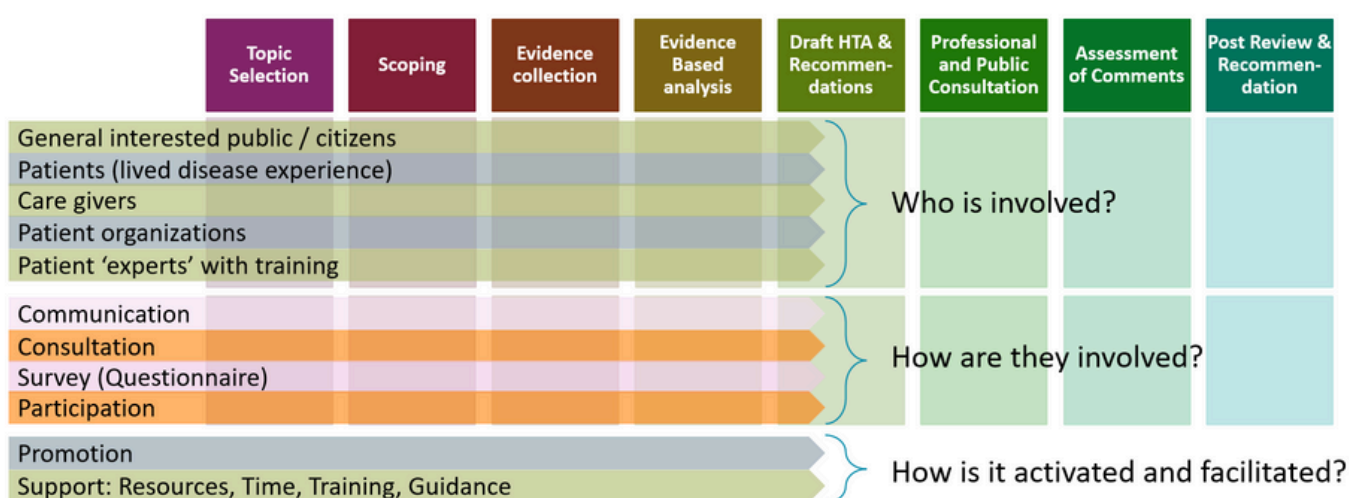 Topic
Selection
Scoping
Evidence
collection
Evidence
Based
analysis
Draft HTA &
Recommen-
dations
Professional
and Public
Consultation
Assessment
of Comments
Post Review &
Recommen-
dation
General interested public / citizens
Patients (lived disease experience)
Care givers
Patient organizations
Patient ‘experts’ with training
Who is involved?
Communication
Consultation
Survey (Questionnaire)
Participation
How are they involved?
Promotion
Support: Resources, Time, Training, Guidance
How is it activated and facilitated?